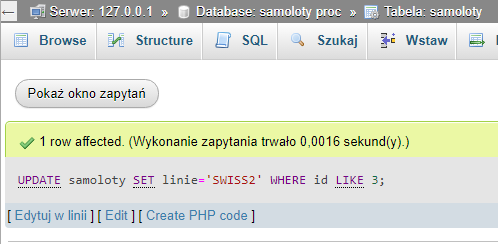 Serwer: 127.0.0.1 » Database: samoloty proc » Tabela: samoloty
Browse Structure SQL Szukaj Wstaw
Pokaż okno zapytań
1 row affected. (Wykonanie zapytania trwało 0,0016 sekund(y).)
UPDATE samoloty SET linie='SWISS2' WHERE id LIKE 3;
[ Edytuj w linii ] [ Edit ] [ Create PHP code ]